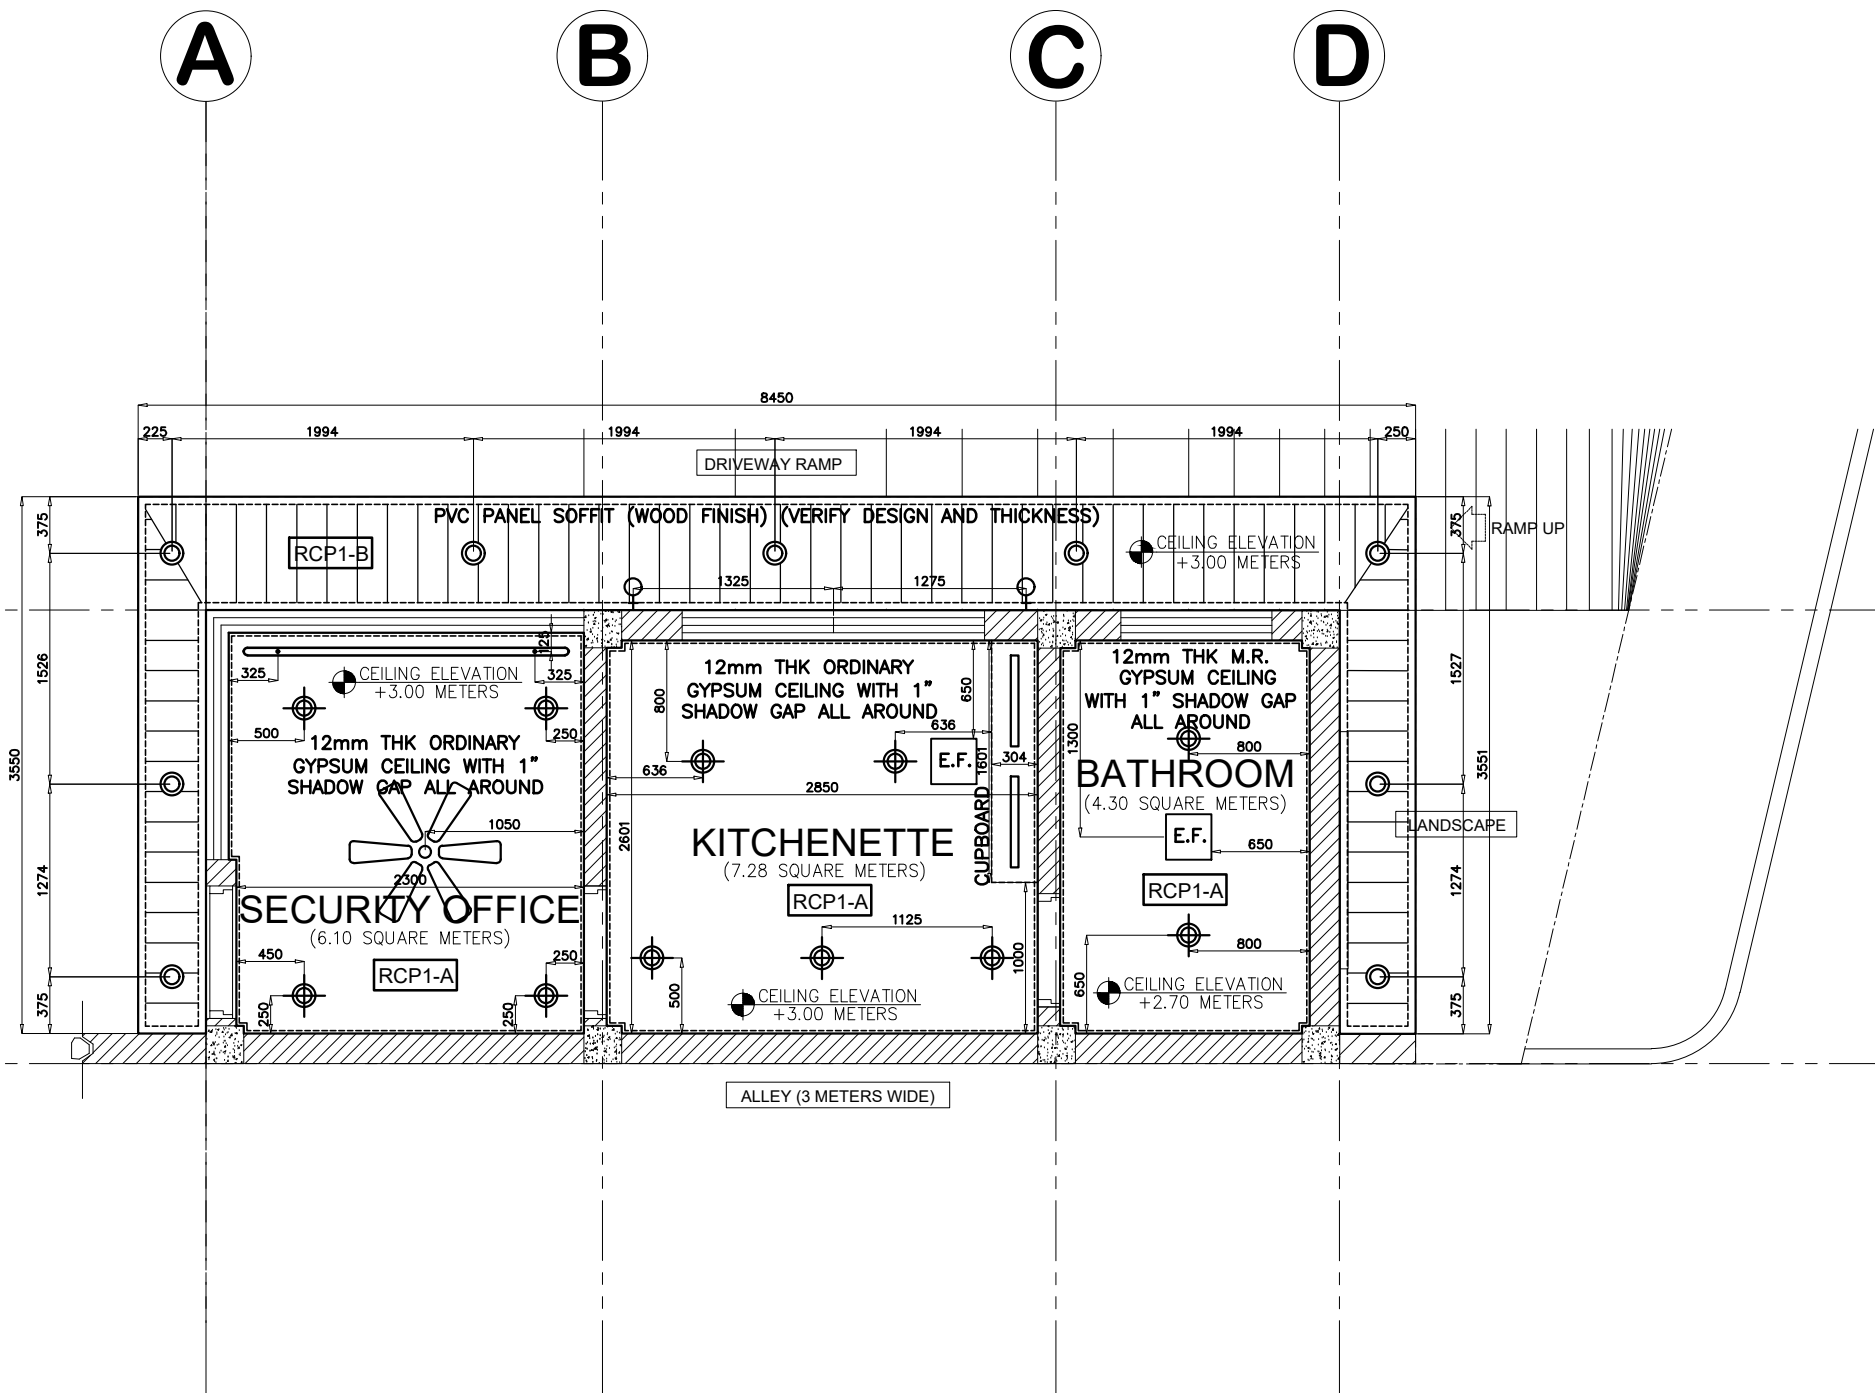 A
B
C
D
8450
225
1994
1994
1994
1994
250
DRIVEWAY RAMP
PVC PANEL SOFFIT (WOOD FINISH) (VERIFY DESIGN AND THICKNESS)
375
375
RAMP UP
RCP1-B
CEILING ELEVATION
+3.00 METERS
1325
1275
3550
1526
1274
375
125
325
325
CEILING ELEVATION
+3.00 METERS
500
250
12mm THK ORDINARY
GYPSUM CEILING WITH 1"
SHADOW GAP ALL AROUND
1050
2300
SECURITY OFFICE
(6.10 SQUARE METERS)
450
250
RCP1-A
250
250
12mm THK ORDINARY
GYPSUM CEILING WITH 1"
SHADOW GAP ALL AROUND
800
650
636
636
E.F.
1601
304
2850
2601
CUPBOARD
KITCHENETTE
(7.28 SQUARE METERS)
RCP1-A
1125
500
1000
CEILING ELEVATION
+3.00 METERS
12mm THK M.R.
GYPSUM CEILING
WITH 1" SHADOW GAP
ALL AROUND
1300
800
BATHROOM
(4.30 SQUARE METERS)
E.F.
650
RCP1-A
800
650
CEILING ELEVATION
+2.70 METERS
1527
3551
LANDSCAPE
1274
375
ALLEY (3 METERS WIDE)